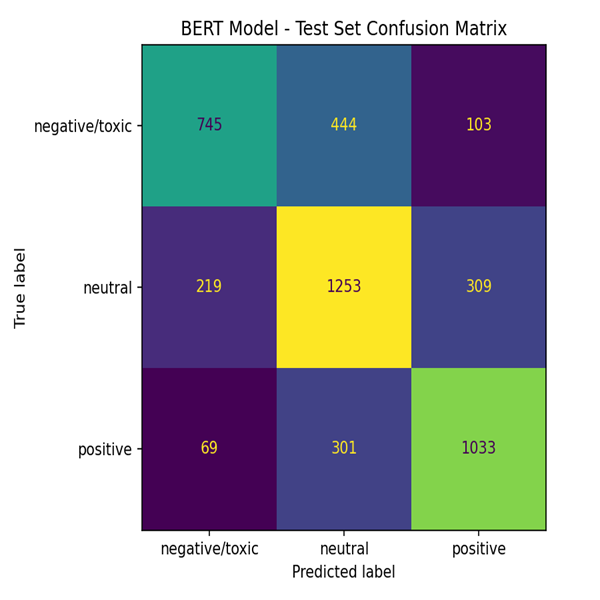 BERT Model - Test Set Confusion Matrix
True label
negative/toxic 745 444 103
neutral 219 1253 309
positive 69 301 1033
negative/toxic neutral positive
Predicted label